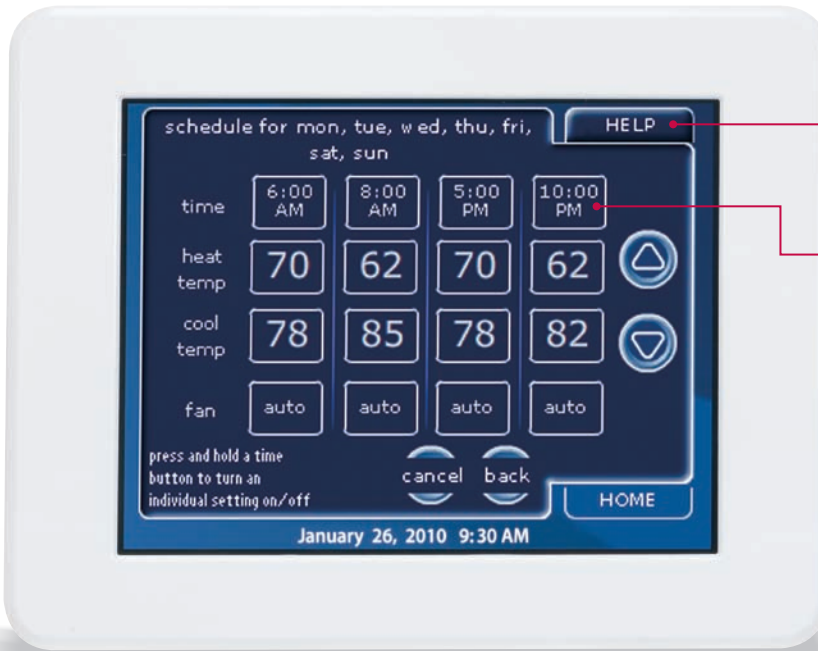 schedule for mon, tue, wed, thu, fri,
sat, sun
HELP
time
6:00 AM
8:00 AM
5:00 PM
10:00 PM
heat temp
70
62
70
62
cool temp
78
85
78
82
fan
auto
auto
auto
auto
press and hold a time
button to turn an
individual setting on/off
cancel
back
HOME
January 26, 2010 9:30 AM